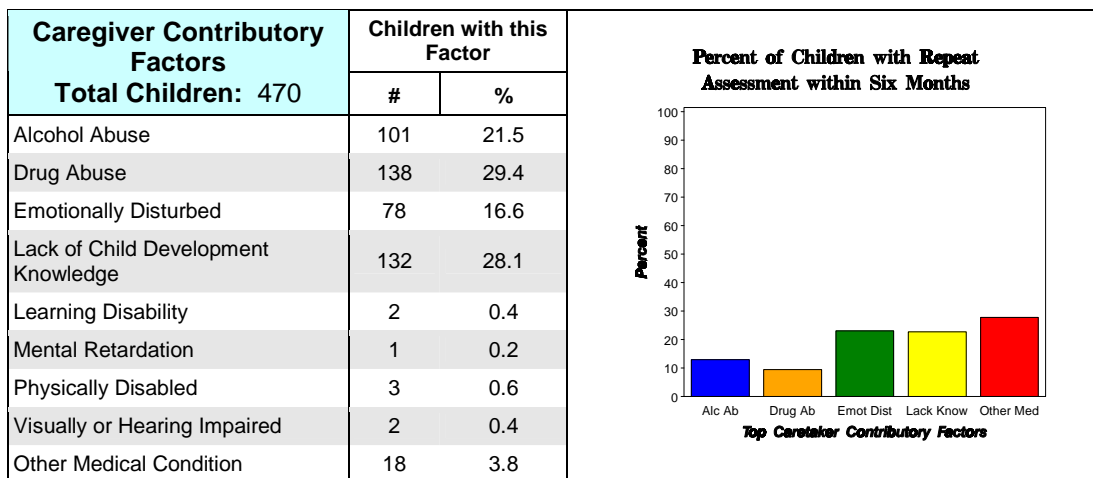 Caregiver Contributory
Factors
Total Children: 470
Children with this
Factor
#
%
Alcohol Abuse 101 21.5
Drug Abuse 138 29.4
Emotionally Disturbed 78 16.6
Lack of Child Development
Knowledge 132 28.1
Learning Disability 2 0.4
Mental Retardation 1 0.2
Physically Disabled 3 0.6
Visually or Hearing Impaired 2 0.4
Other Medical Condition 18 3.8
Percent of Children with Repeat
Assessment within Six Months
100
90
80
70
60
50
40
30
20
10
0
Percent
Alc Ab Drug Ab Emot Dist Lack Know Other Med
Top Caretaker Contributory Factors